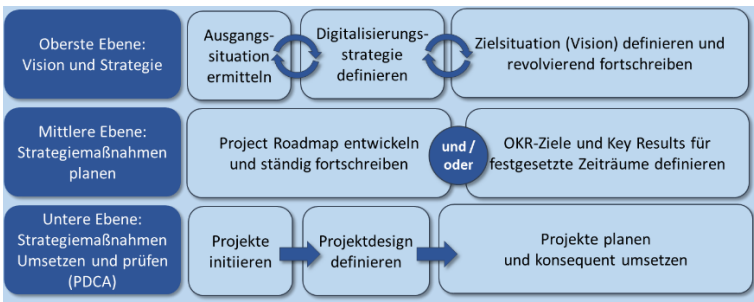 Oberste Ebene:
Vision und Strategie
Ausgangs-
situation
ermitteln
Digitalisierungs-
strategie
definieren
Zielsituation (Vision) definieren und
revolvierend fortschreiben
Mittlere Ebene:
Strategiemaßnahmen
planen
Project Roadmap entwickeln
und ständig fortschreiben
und /
oder
OKR-Ziele und Key Results für
festgesetzte Zeiträume definieren
Untere Ebene:
Strategiemaßnahmen
Umsetzen und prüfen
(PDCA)
Projekte
initiieren
Projektdesign
definieren
Projekte planen
und konsequent umsetzen